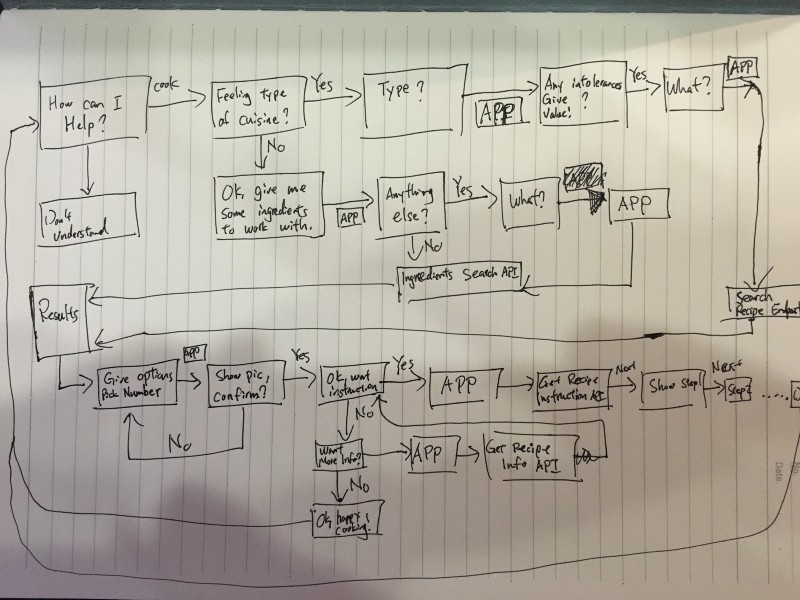 How can I
Help?
cook
Feeling type
of cuisine?
Yes
Type?
APP
Any intolerances
Give
Value!
?
Yes
What?
APP
No
Don't
understand
Ok, give me
some ingredients
to work with.
APP
Anything
else?
Yes
What?
APP
No
Ingredients Search API
Results
Search
Recipe Endpoint
Give options
Pick Number
APP
Show pic,
Confirm?
Yes
Ok, want
instruction
Yes
APP
Get Recipe
Instruction API
Next
Show Step1
Next
Step2
.....
No
No
Want
More Info?
APP
Get Recipe
Info API
No
Ok, happy
cooking.
No.
Date.